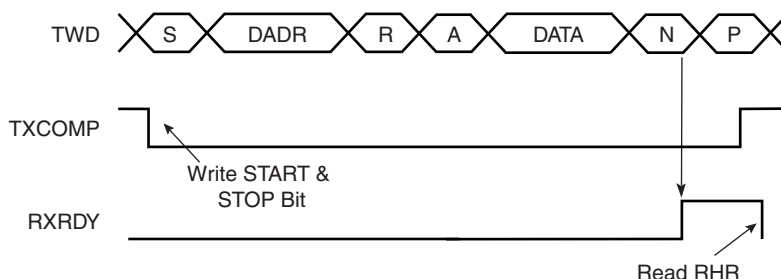 TWD S DADR R A DATA N P
TXCOMP
Write START &
STOP Bit
RXRDY
Read RHR